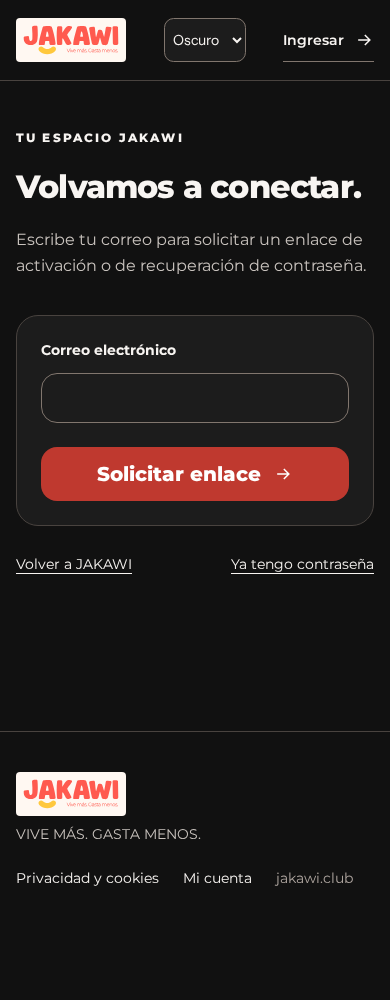 JAKAWI
Vive más. Gasta menos.
Oscuro
Ingresar →
TU ESPACIO JAKAWI
Volvamos a conectar.
Escribe tu correo para solicitar un enlace de
activación o de recuperación de contraseña.
Correo electrónico
Solicitar enlace →
Volver a JAKAWI
Ya tengo contraseña
JAKAWI
Vive más. Gasta menos.
VIVE MÁS. GASTA MENOS.
Privacidad y cookies
Mi cuenta
jakawi.club